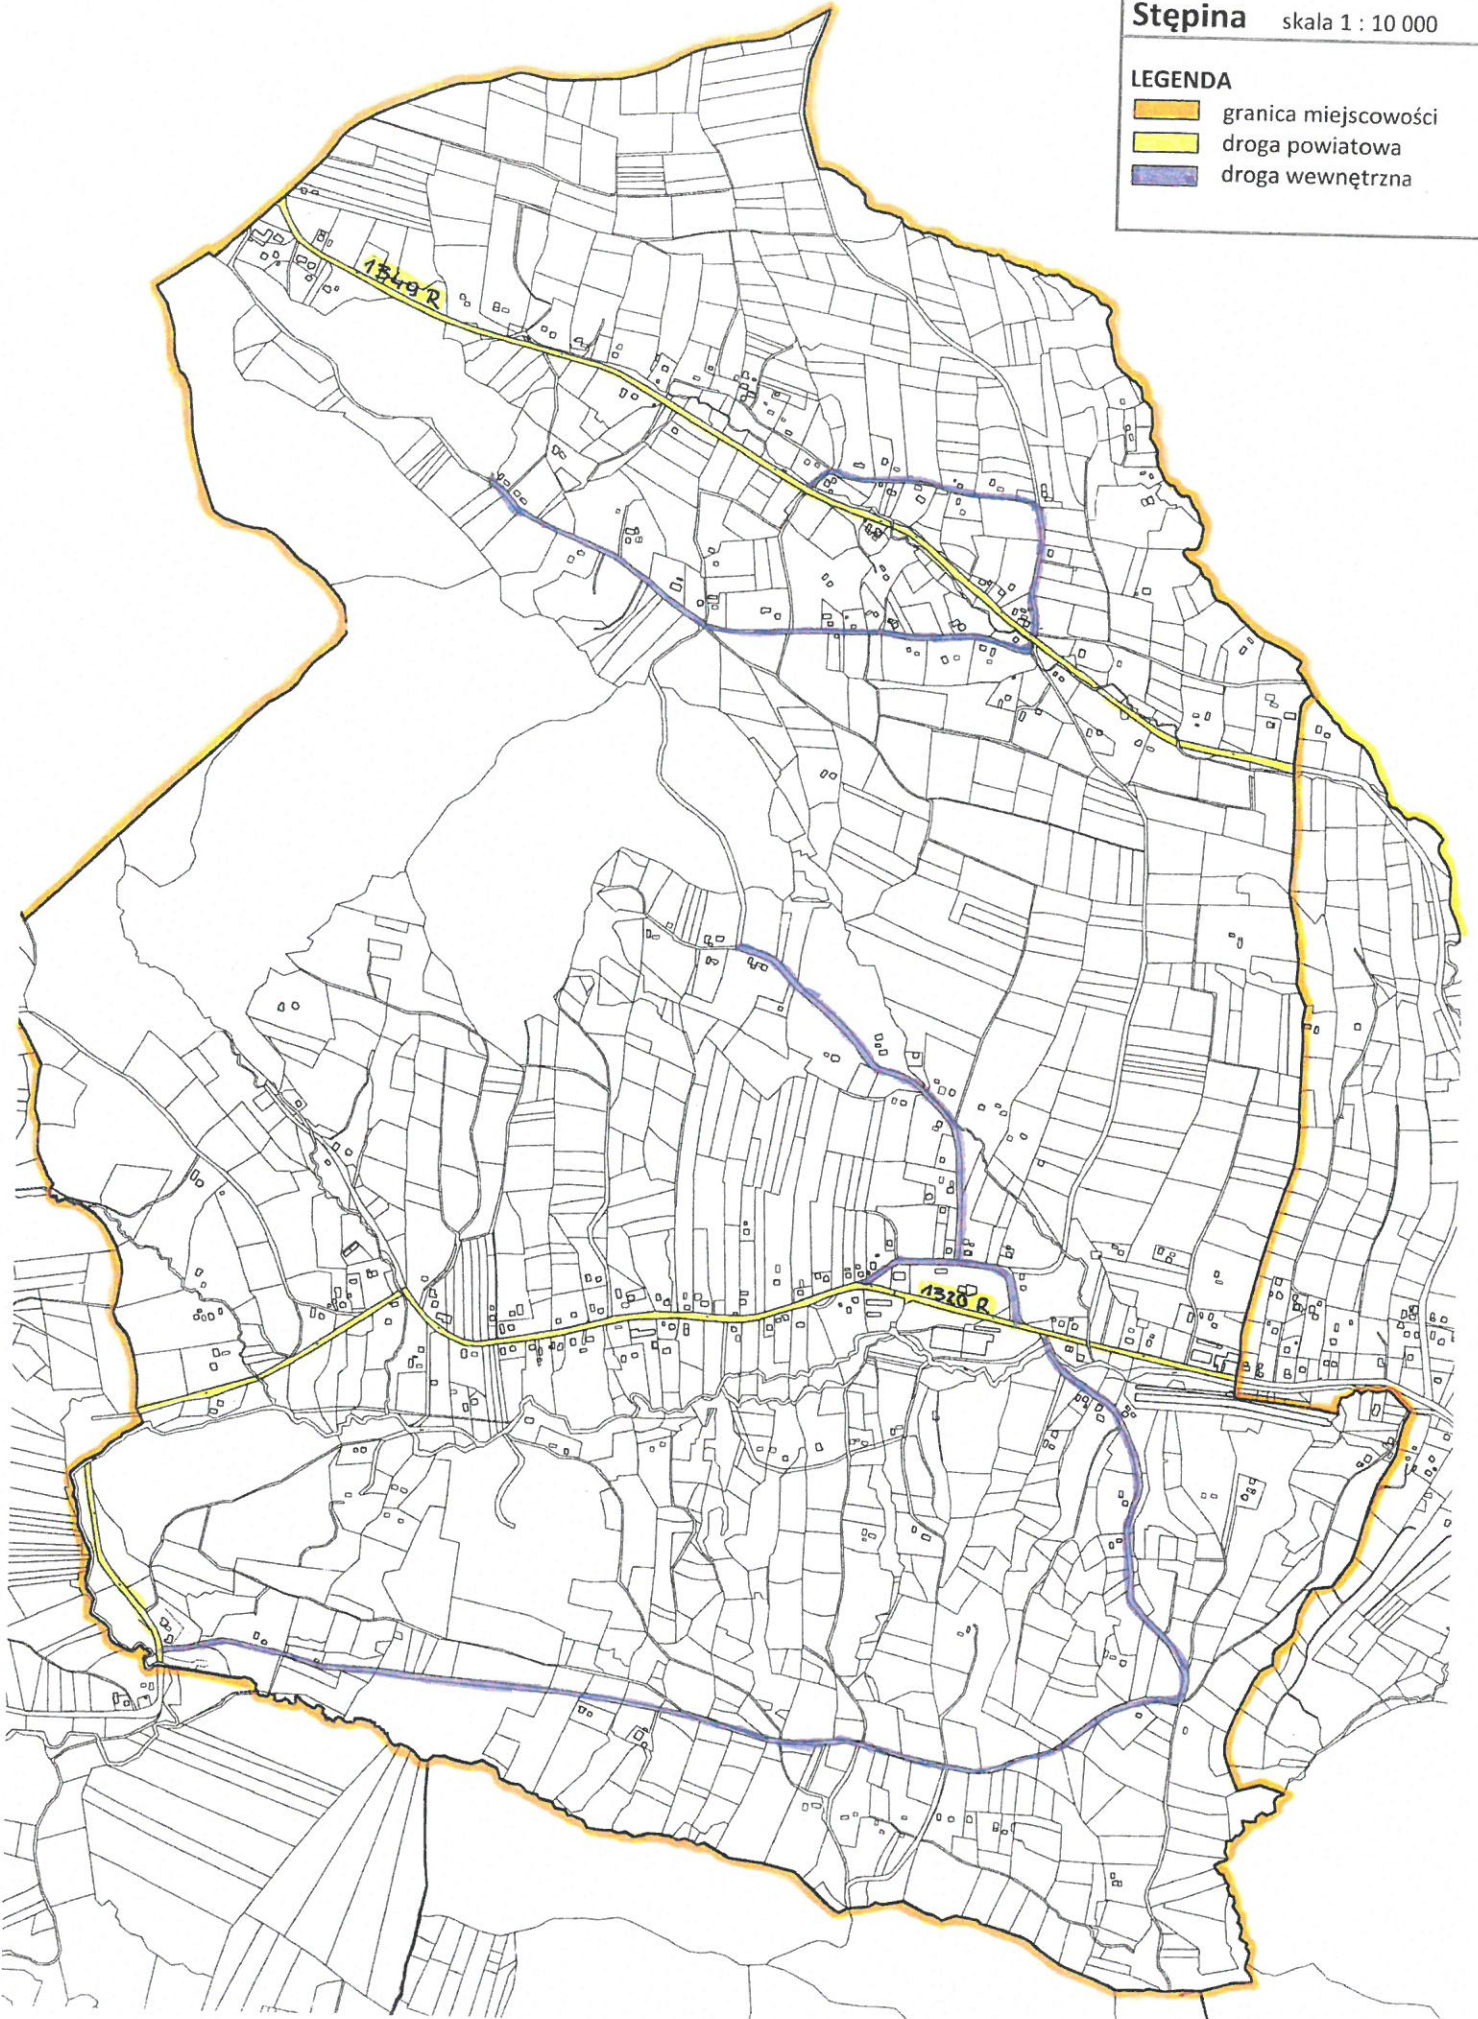 Stępina skala 1 : 10 000
LEGENDA
granica miejscowości
droga powiatowa
droga wewnętrzna
1349 R
1320 R